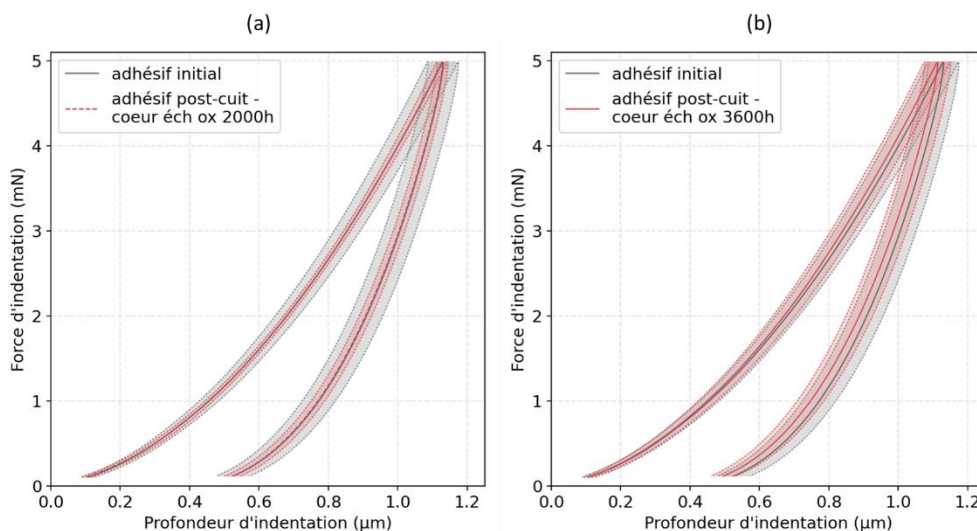 (a)
(b)
5
4
3
2
1
0
Force d'indentation (mN)
adhésif initial
adhésif post-cuit -
coeur éch ox 2000h
0.0 0.2 0.4 0.6 0.8 1.0 1.2
Profondeur d'indentation (µm)
5
4
3
2
1
0
Force d'indentation (mN)
adhésif initial
adhésif post-cuit -
coeur éch ox 3600h
0.0 0.2 0.4 0.6 0.8 1.0 1.2
Profondeur d'indentation (µm)